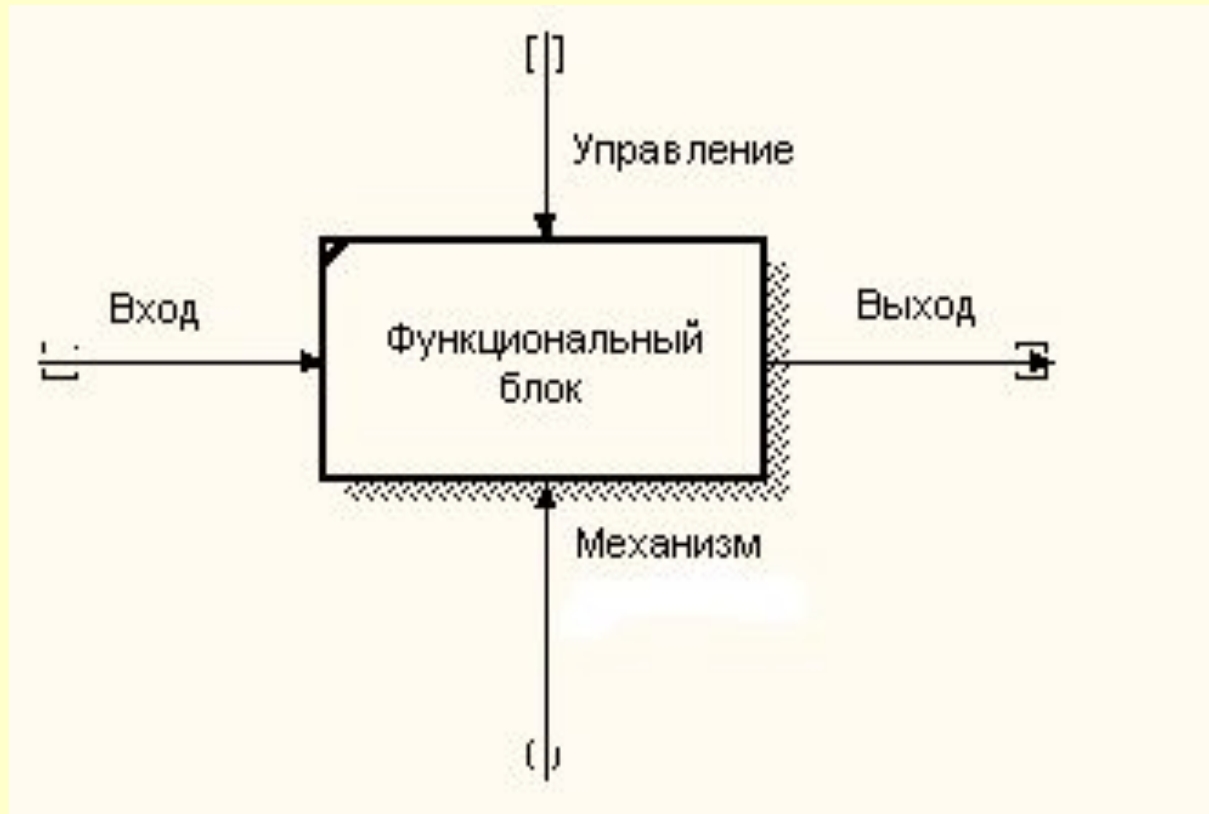 [ ]
Управление
Вход
Функциональный
блок
Выход
Механизм
( )